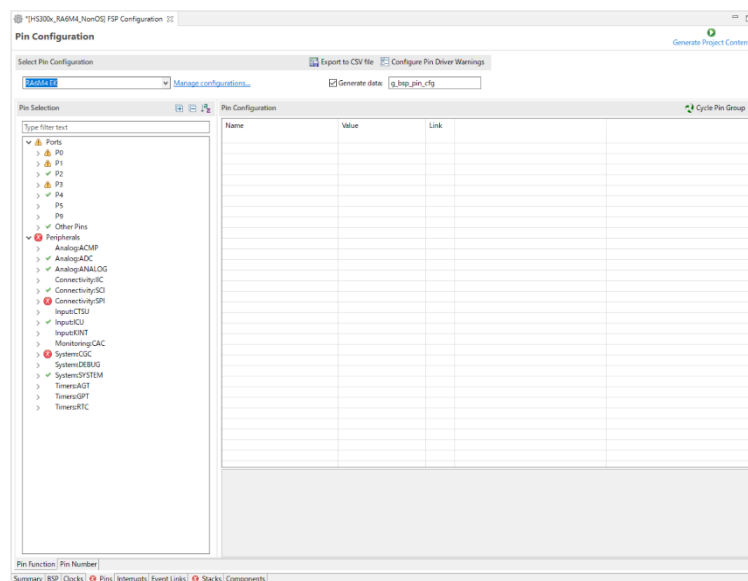 *[HS300x_RA6M4_NonOS] FSP Configuration
Pin Configuration
Generate Project Content
Select Pin Configuration
Export to CSV file Configure Pin Driver Warnings
RA6M4 EK Manage configurations... Generate data: g_bsp_pin_cfg
Pin Selection
Pin Configuration Cycle Pin Group
Type filter text
Name Value Link
Ports
P0
P1
P2
P3
P4
P5
P9
Other Pins
Peripherals
Analog:ACMP
Analog:ADC
Analog:ANALOG
Connectivity:IIC
Connectivity:SCI
Connectivity:SPI
Input:CTSU
Input:ICU
Input:KINT
Monitoring:CAC
System:CGC
System:DEBUG
System:SYSTEM
Timers:AGT
Timers:GPT
Timers:RTC
Pin Function Pin Number
Summary BSP Clocks Pins Interrupts Event Links Stacks Components